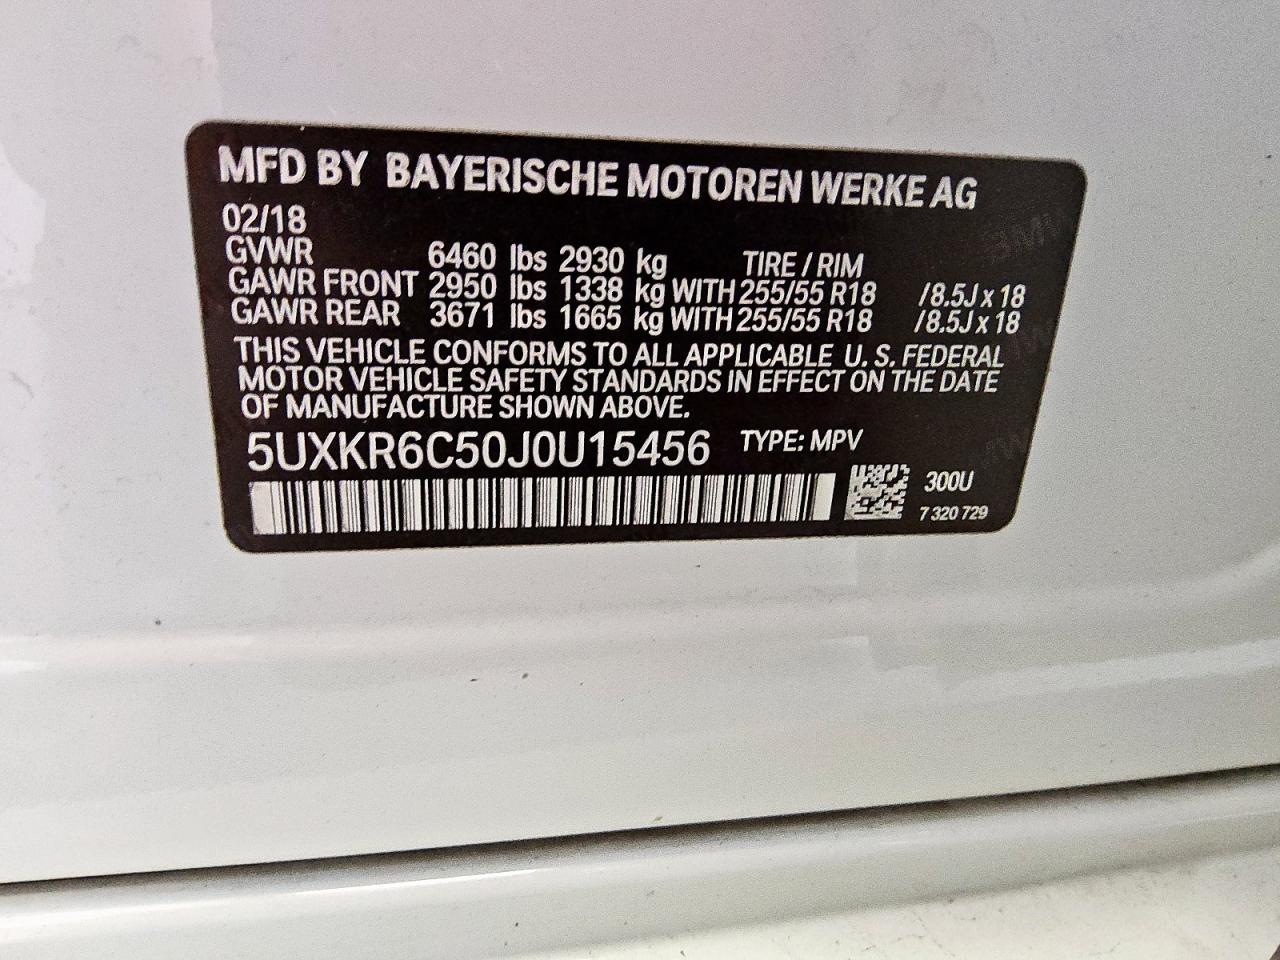 MFD BY BAYERISCHE MOTOREN WERKE AG
02/18
GVWR 6460 lbs 2930 kg TIRE / RIM
GAWR FRONT 2950 lbs 1338 kg WITH 255/55 R18 /8.5J x 18
GAWR REAR 3671 lbs 1665 kg WITH 255/55 R18 /8.5J x 18
THIS VEHICLE CONFORMS TO ALL APPLICABLE U. S. FEDERAL
MOTOR VEHICLE SAFETY STANDARDS IN EFFECT ON THE DATE
OF MANUFACTURE SHOWN ABOVE.
5UXKR6C50J0U15456 TYPE: MPV
300U
7 320 729